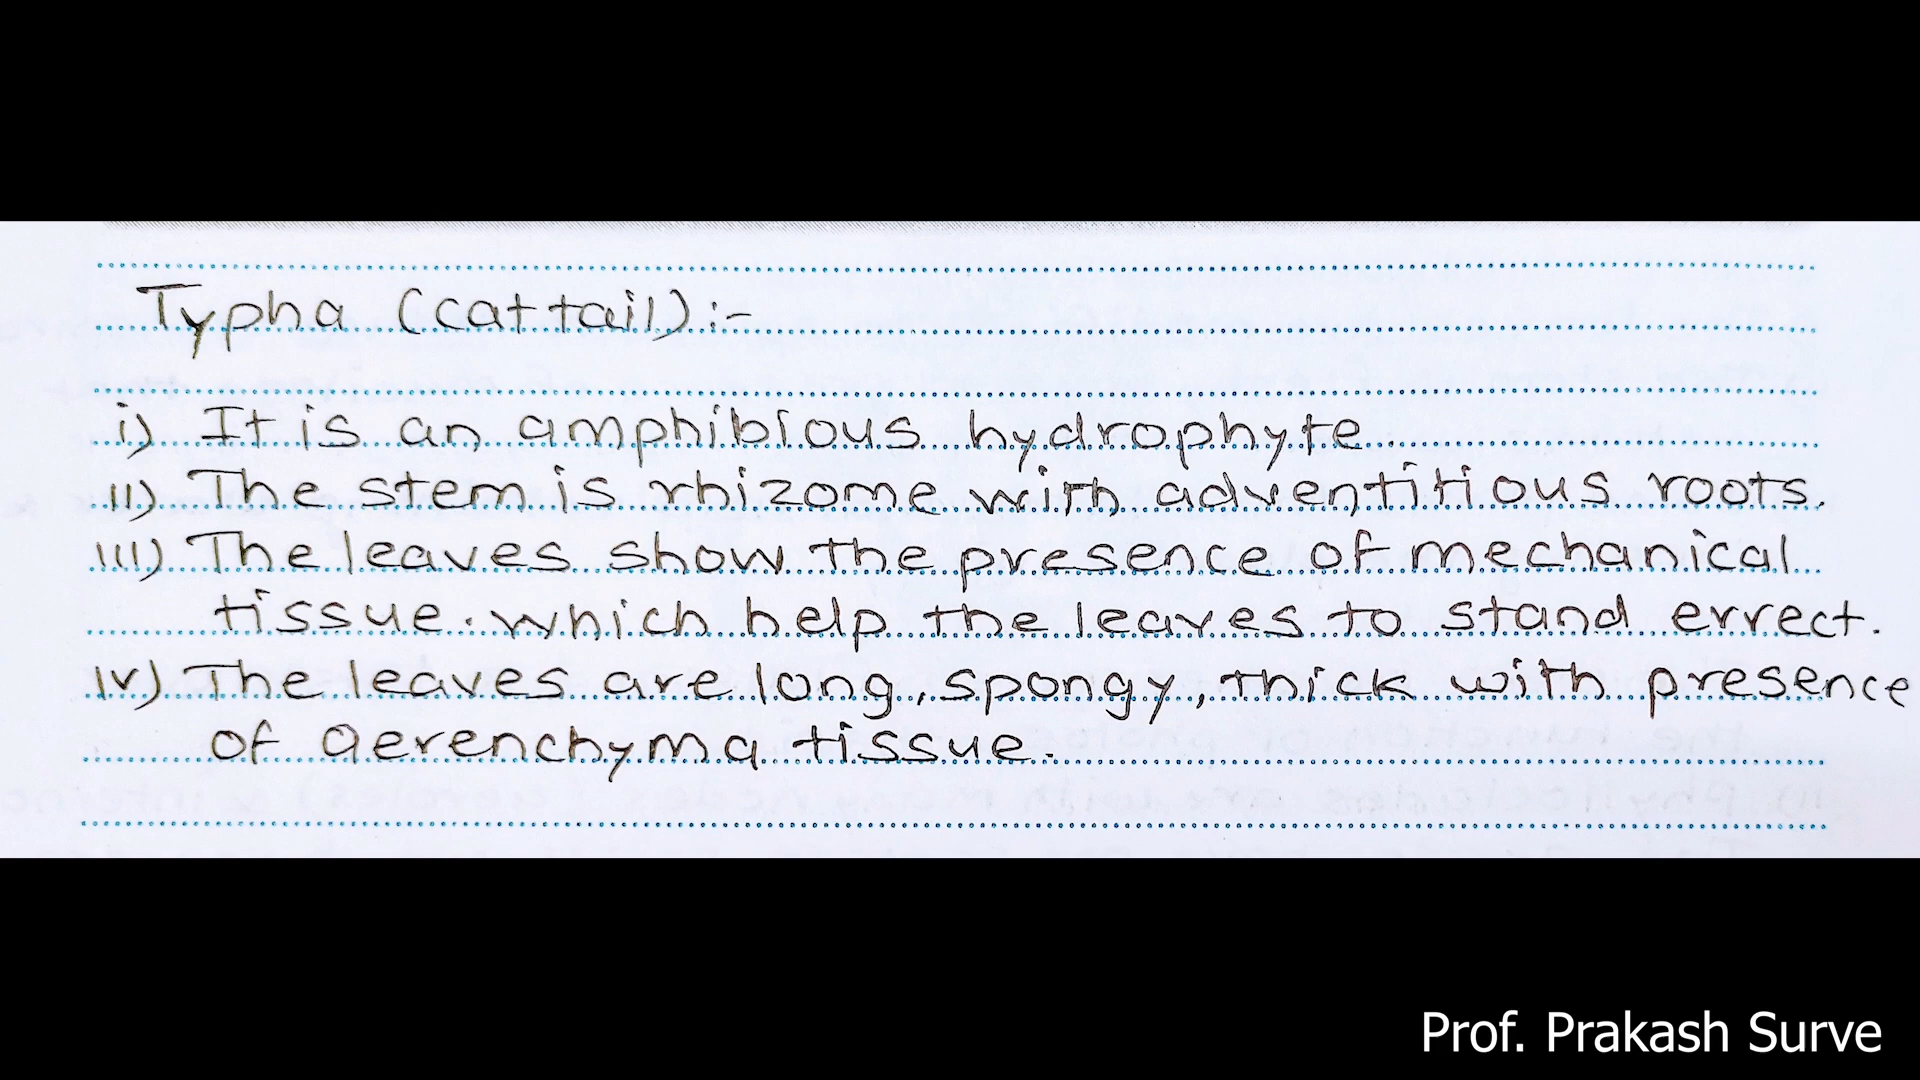 Typha (cat tail):-
i) It is an amphibious hydrophyte
ii) The stem is rhizome with adventitious roots.
iii) The leaves show the presence of mechanical
tissue. which help the leaves to stand errect.
iv) The leaves are long, spongy, thick with presence
of aerenchyma tissue.
Prof. Prakash Surve